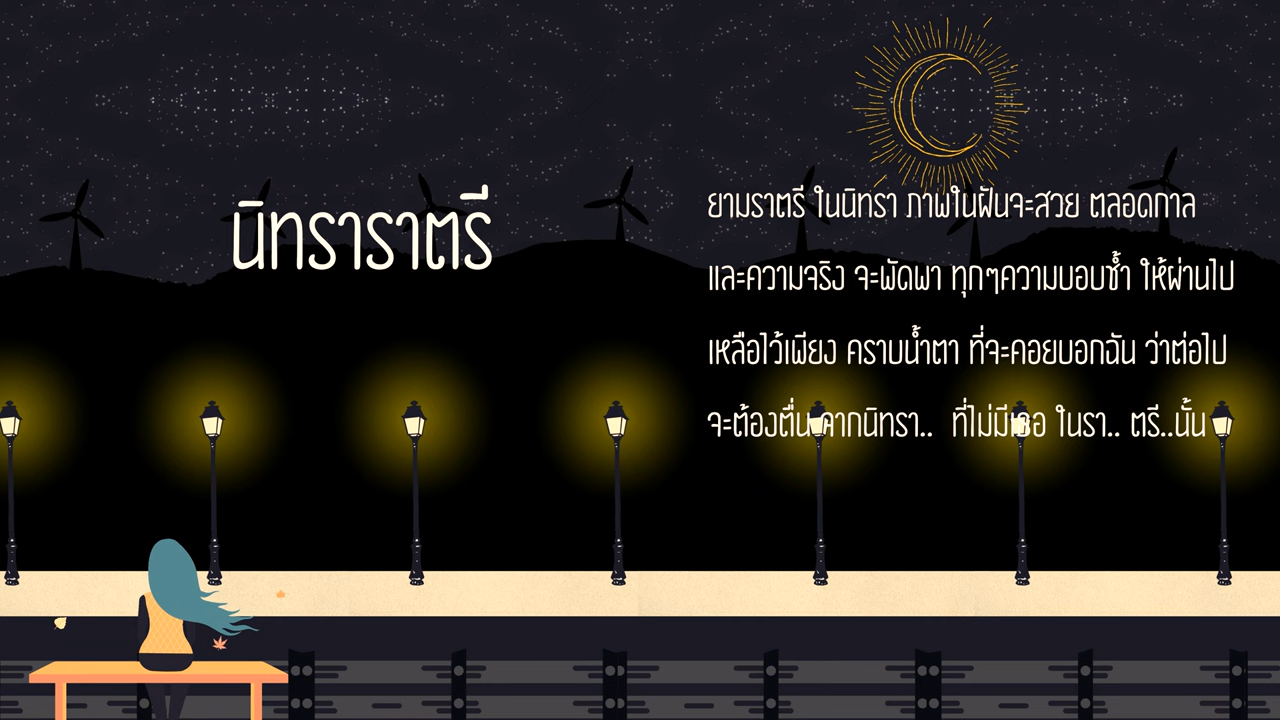 นิทราราตรี
ยามราตรี ในนิทรา ภาพในฝันจะสวย ตลอดกาล
และความจริง จะพัดพา ทุกๆความบอบช้ำ ให้ผ่านไป
เหลือไว้เพียง คราบน้ำตา ที่จะคอยบอกฉัน ว่าต่อไป
จะต้องตื่น จากนิทรา.. ที่ไม่มีเธอ ในรา.. ตรี..นั้น